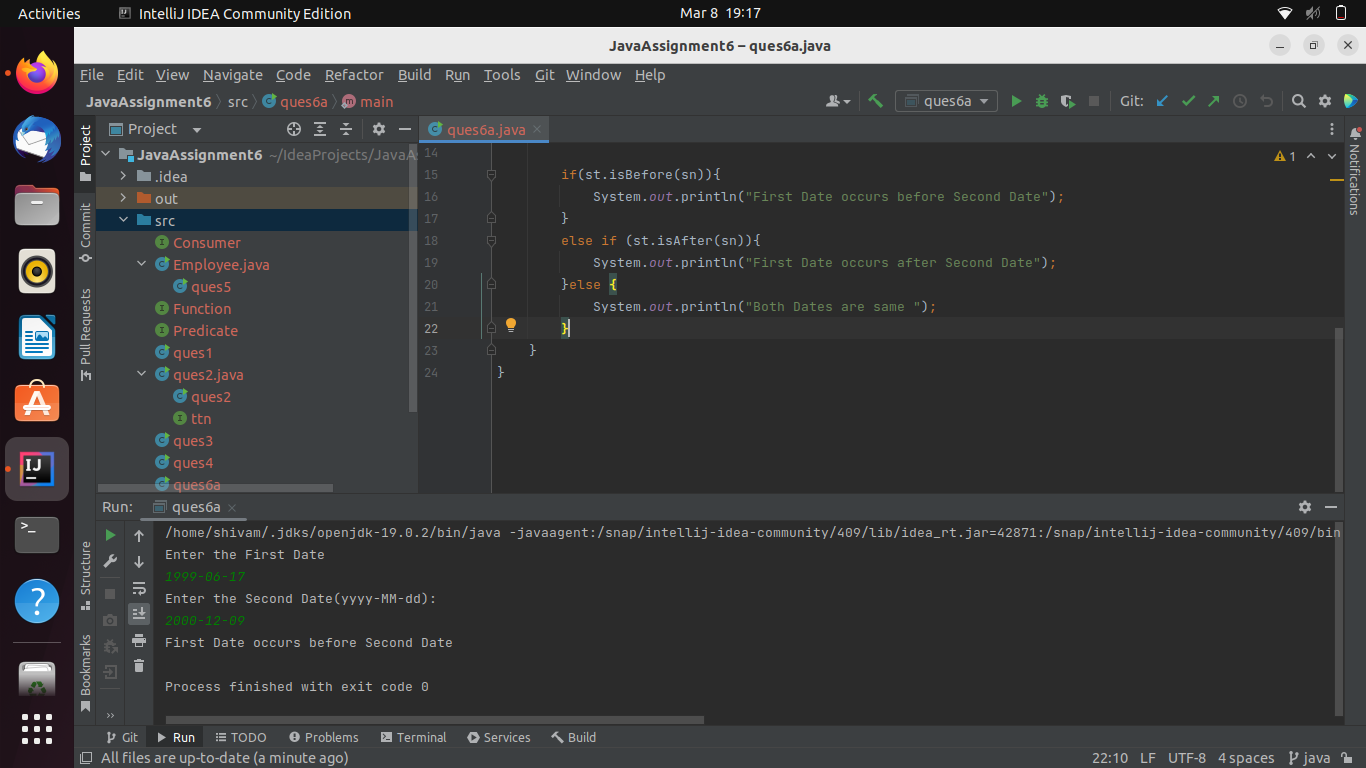 Activities IntelliJ IDEA Community Edition Mar 8 19:17
JavaAssignment6 – ques6a.java
File Edit View Navigate Code Refactor Build Run Tools Git Window Help
JavaAssignment6 src ques6a main ques6a Git:
Project
ques6a.java
JavaAssignment6 ~/IdeaProjects/JavaAs
.idea
out
src
Consumer
Employee.java
ques5
Function
Predicate
ques1
ques2.java
ques2
ttn
ques3
ques4
ques6a
Project
Commit
Pull Requests
Structure
Bookmarks
1
Notifications
14
15 if(st.isBefore(sn)){
16 System.out.println("First Date occurs before Second Date");
17 }
18 else if (st.isAfter(sn)){
19 System.out.println("First Date occurs after Second Date");
20 }else {
21 System.out.println("Both Dates are same ");
22 }
23 }
24 }
Run: ques6a
/home/shivam/.jdks/openjdk-19.0.2/bin/java -javaagent:/snap/intellij-idea-community/409/lib/idea_rt.jar=42871:/snap/intellij-idea-community/409/bin
Enter the First Date
1999-06-17
Enter the Second Date(yyyy-MM-dd):
2000-12-09
First Date occurs before Second Date
Process finished with exit code 0
Git Run TODO Problems Terminal Services Build
All files are up-to-date (a minute ago) 22:10 LF UTF-8 4 spaces java